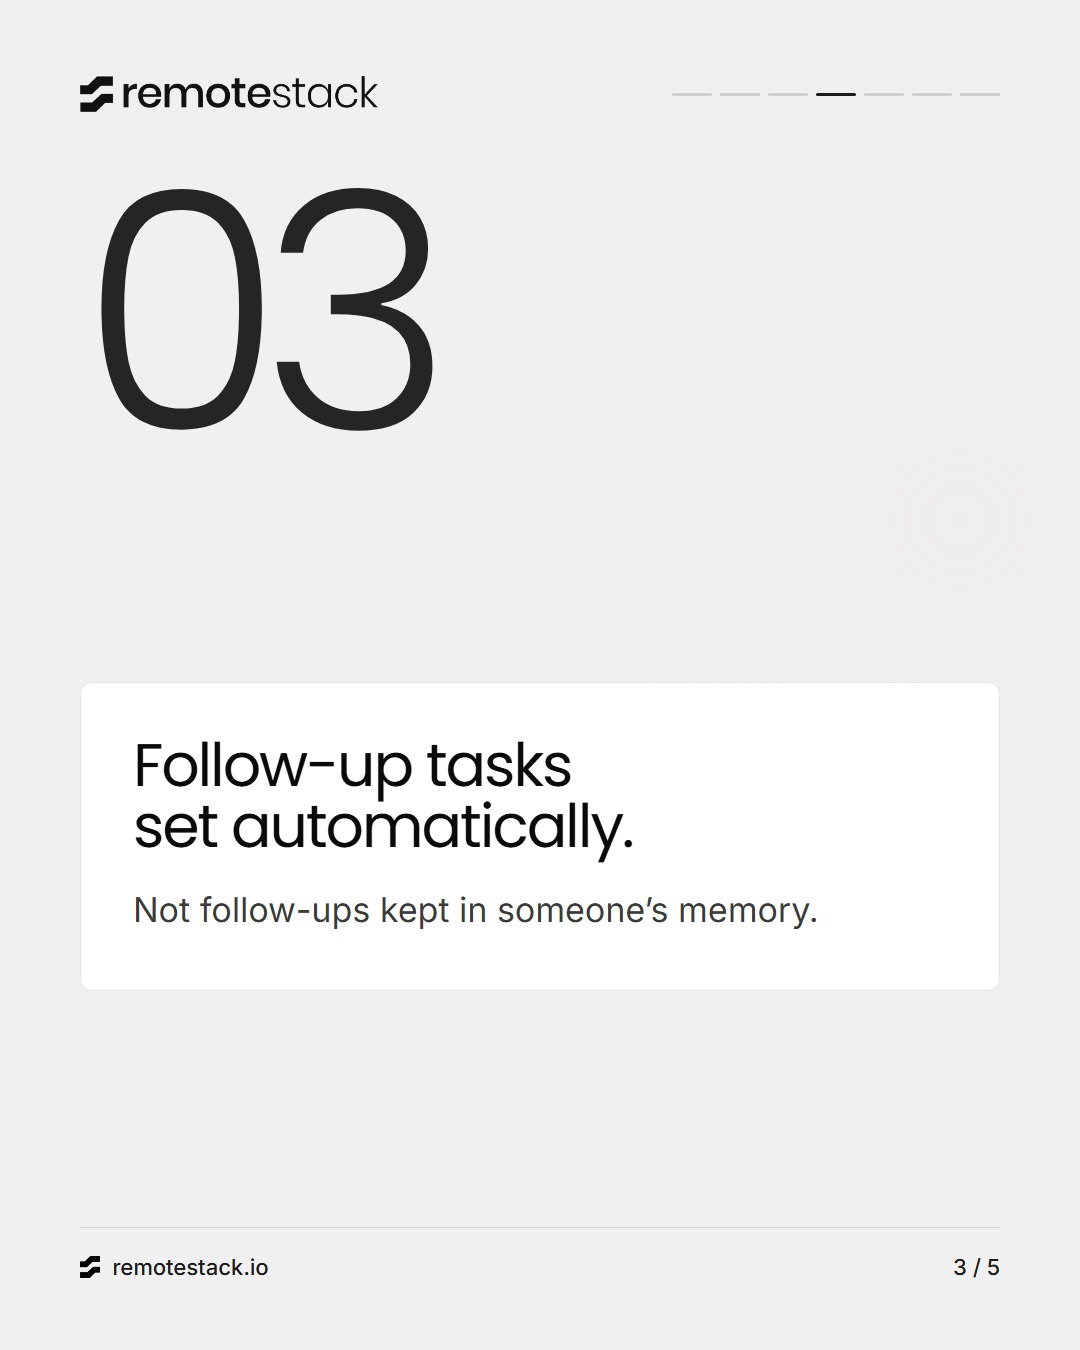 remotestack
03
Follow-up tasks
set automatically.
Not follow-ups kept in someone’s memory.
remotestack.io
3 / 5